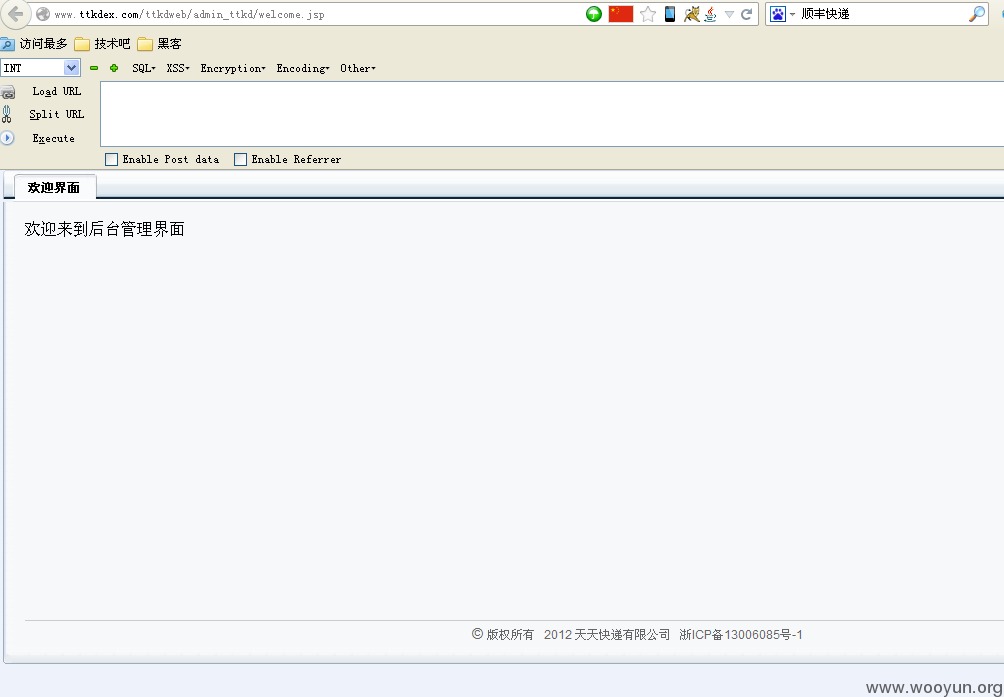 www.ttkdex.com/ttkdweb/admin_ttkd/welcome.jsp 顺丰快递
访问最多 技术吧 黑客
INT SQL XSS Encryption Encoding Other
Load URL
Split URL
Execute
Enable Post data Enable Referrer
欢迎界面
欢迎来到后台管理界面
© 版权所有 2012 天天快递有限公司 浙ICP备13006085号-1
www.wooyun.org